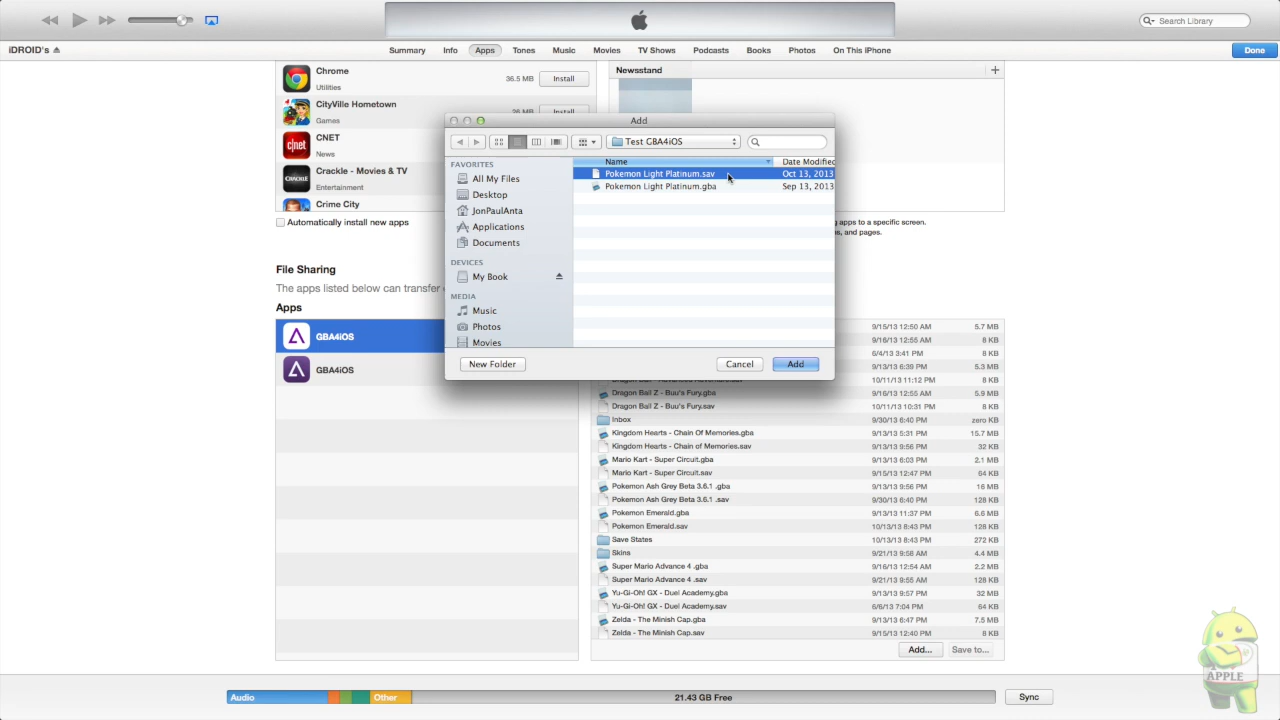 Search Library
iDROID's
Summary Info Apps Tones Music Movies TV Shows Podcasts Books Photos On This iPhone
Done
Chrome
Utilities
36.5 MB Install
CityVille Hometown
Games
26 MB Install
CNET
News
Crackle - Movies & TV
Entertainment
Crime City
Automatically install new apps
Newsstand
Add
Test GBA4iOS
FAVORITES
All My Files
Desktop
JonPaulAnta
Applications
Documents
DEVICES
My Book
MEDIA
Music
Photos
Movies
Name Date Modified
Pokemon Light Platinum.sav Oct 13, 2013
Pokemon Light Platinum.gba Sep 13, 2013
New Folder Cancel Add
ng apps to a specific screen.
s, and pages.
File Sharing
The apps listed below can transfer
Apps
GBA4iOS
GBA4iOS
9/15/13 12:50 AM 5.7 MB
9/16/13 12:55 AM 8 KB
6/4/13 3:41 PM 8 KB
9/13/13 6:39 PM 5.3 MB
10/11/13 11:12 PM 8 KB
Dragon Ball Z - Buu's Fury.gba 9/16/13 12:55 AM 5.9 MB
Dragon Ball Z - Buu's Fury.sav 10/11/13 10:31 PM 8 KB
Inbox 9/30/13 6:40 PM zero KB
Kingdom Hearts - Chain Of Memories.gba 9/13/13 5:31 PM 15.7 MB
Kingdom Hearts - Chain of Memories.sav 9/13/13 9:56 PM 32 KB
Mario Kart - Super Circuit.gba 9/13/13 6:03 PM 2.1 MB
Mario Kart - Super Circuit.sav 9/15/13 12:47 PM 64 KB
Pokemon Ash Grey Beta 3.6.1 .gba 9/13/13 9:56 PM 16 MB
Pokemon Ash Grey Beta 3.6.1 .sav 9/30/13 6:40 PM 128 KB
Pokemon Emerald.gba 9/13/13 11:37 PM 6.6 MB
Pokemon Emerald.sav 10/13/13 8:43 PM 128 KB
Save States 10/13/13 8:43 PM 272 KB
Skins 9/21/13 9:58 PM 4.4 MB
Super Mario Advance 4 .gba 9/16/13 12:54 AM 2.2 MB
Super Mario Advance 4 .sav 9/21/13 9:55 AM 128 KB
Yu-Gi-Oh! GX - Duel Academy.gba 9/13/13 9:57 PM 32 MB
Yu-Gi-Oh! GX - Duel Academy.sav 6/6/13 7:04 PM 64 KB
Zelda - The Minish Cap.gba 9/13/13 6:47 PM 7.5 MB
Zelda - The Minish Cap.sav 9/15/13 12:40 PM 8 KB
Add... Save to...
Audio Other 21.43 GB Free Sync
APPLE